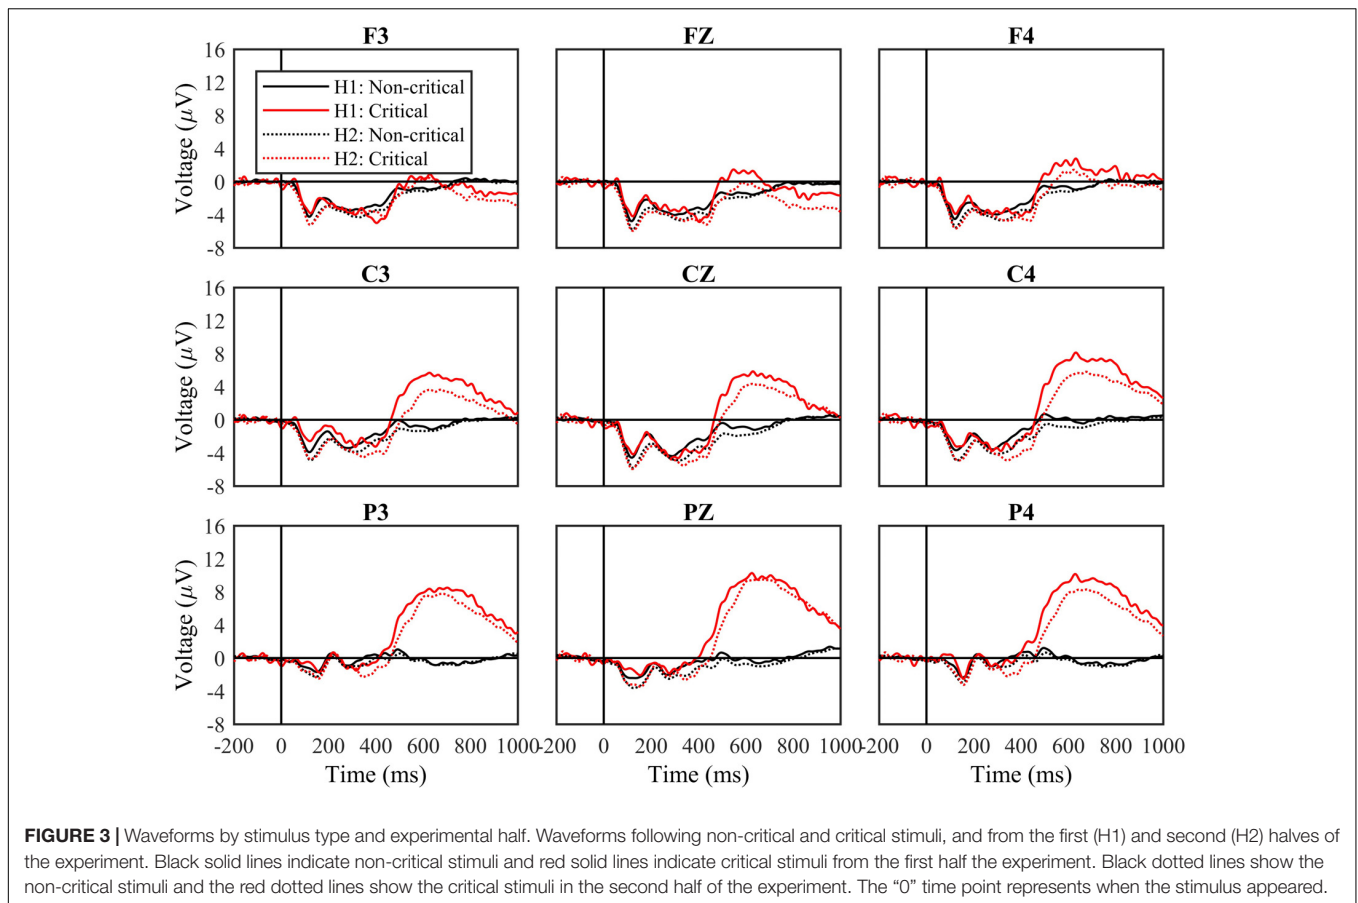 F3 FZ F4
16
12
8
4
0
-4
-8
Voltage (μV)
H1: Non-critical
H1: Critical
H2: Non-critical
H2: Critical
C3 CZ C4
16
12
8
4
0
-4
-8
Voltage (μV)
P3 PZ P4
16
12
8
4
0
-4
-8
Voltage (μV)
-200 0 200 400 600 800 1000 -200 0 200 400 600 800 1000 -200 0 200 400 600 800 1000
Time (ms) Time (ms) Time (ms)
FIGURE 3 | Waveforms by stimulus type and experimental half. Waveforms following non-critical and critical stimuli, and from the first (H1) and second (H2) halves of
the experiment. Black solid lines indicate non-critical stimuli and red solid lines indicate critical stimuli from the first half the experiment. Black dotted lines show the
non-critical stimuli and the red dotted lines show the critical stimuli in the second half of the experiment. The “0” time point represents when the stimulus appeared.